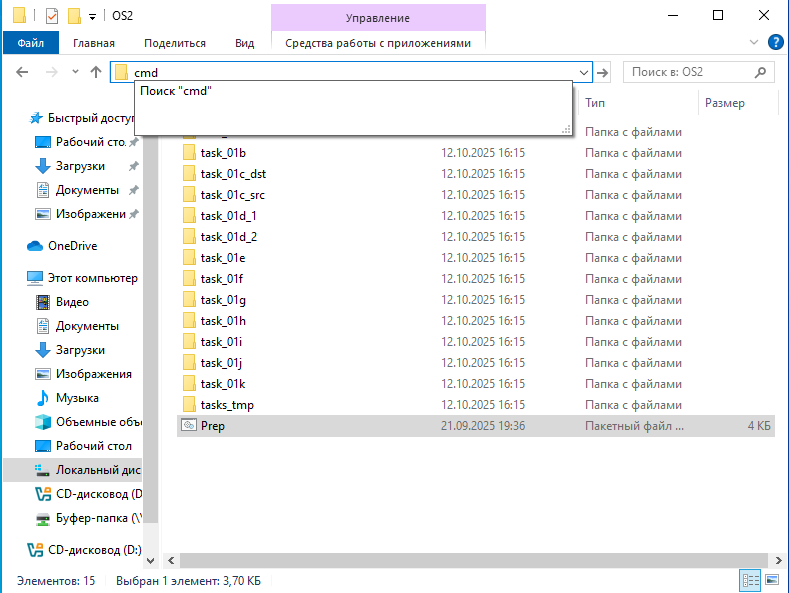 OS2
Управление
Файл
Главная
Поделиться
Вид
Средства работы с приложениями
cmd
Поиск в: OS2
Поиск "cmd"
Тип
Размер
Папка с файлами
task_01b 12.10.2025 16:15 Папка с файлами
task_01c_dst 12.10.2025 16:15 Папка с файлами
task_01c_src 12.10.2025 16:15 Папка с файлами
task_01d_1 12.10.2025 16:15 Папка с файлами
task_01d_2 12.10.2025 16:15 Папка с файлами
task_01e 12.10.2025 16:15 Папка с файлами
task_01f 12.10.2025 16:15 Папка с файлами
task_01g 12.10.2025 16:15 Папка с файлами
task_01h 12.10.2025 16:15 Папка с файлами
task_01i 12.10.2025 16:15 Папка с файлами
task_01j 12.10.2025 16:15 Папка с файлами
task_01k 12.10.2025 16:15 Папка с файлами
tasks_tmp 12.10.2025 16:15 Папка с файлами
Prep 21.09.2025 19:36 Пакетный файл ... 4 КБ
Быстрый доступ
Рабочий сто.
Загрузки
Документы
Изображени
OneDrive
Этот компьютер
Видео
Документы
Загрузки
Изображения
Музыка
Объемные объ
Рабочий стол
Локальный дис
CD-дисковод (D
Буфер-папка (\\
CD-дисковод (D:)
Элементов: 15
Выбран 1 элемент: 3,70 КБ